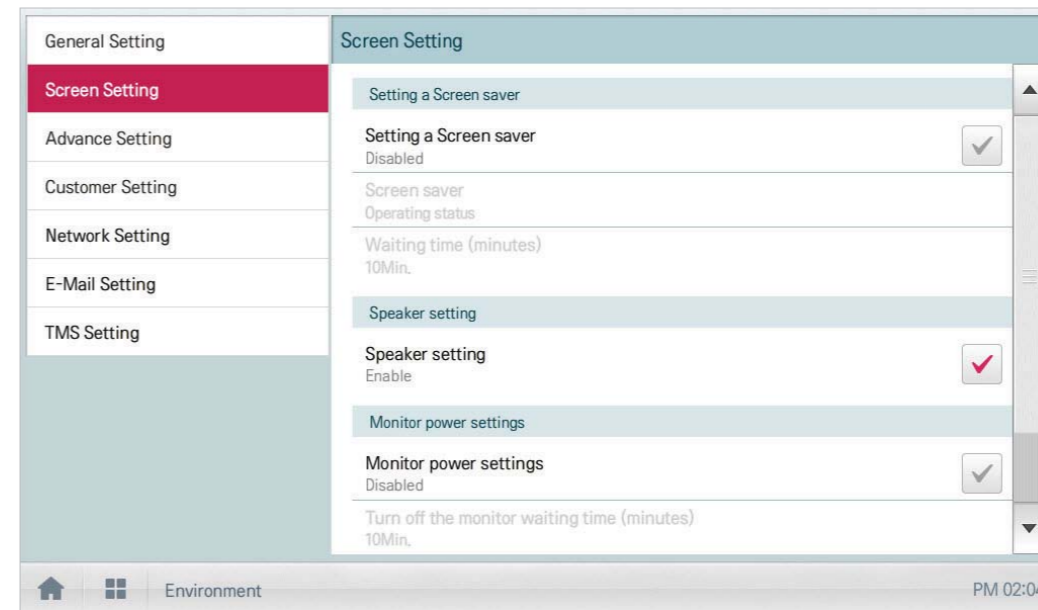 General Setting
Screen Setting
Advance Setting
Customer Setting
Network Setting
E-Mail Setting
TMS Setting
Screen Setting
Setting a Screen saver
Setting a Screen saver
Disabled
Screen saver
Operating status
Waiting time (minutes)
10Min.
Speaker setting
Speaker setting
Enable
Monitor power settings
Monitor power settings
Disabled
Turn off the monitor waiting time (minutes)
10Min.
Environment
PM 02:04